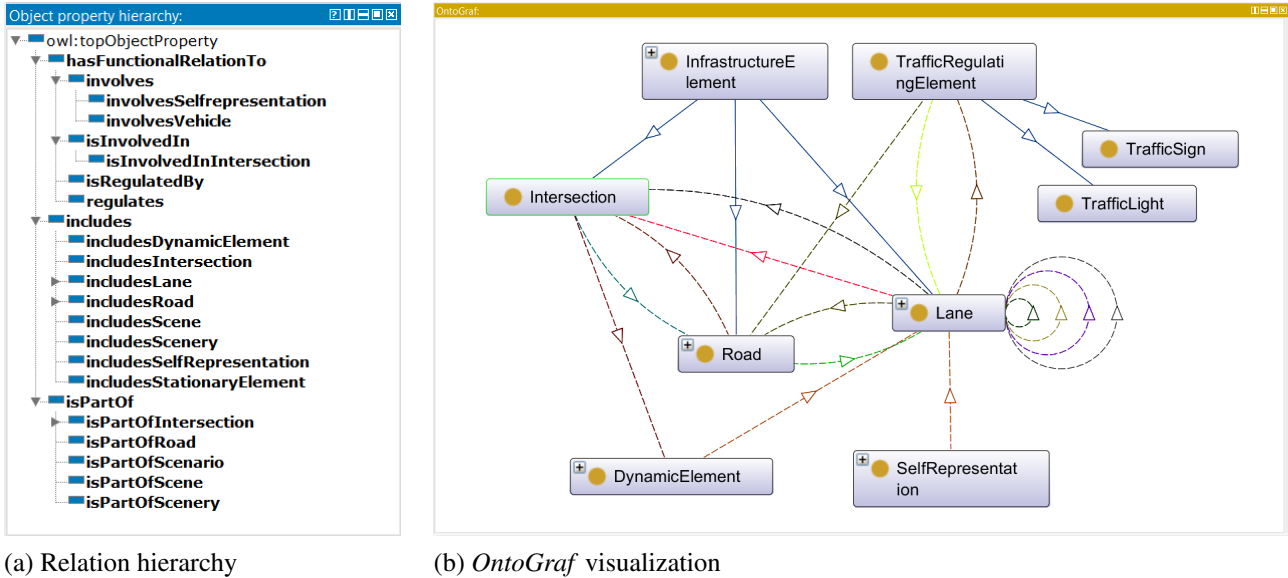 Object property hierarchy:
owl:topObjectProperty
hasFunctionalRelationTo
involves
involvesSelfrepresentation
involvesVehicle
isInvolvedIn
isInvolvedInIntersection
isRegulatedBy
regulates
includes
includesDynamicElement
includesIntersection
includesLane
includesRoad
includesScene
includesScenery
includesSelfRepresentation
includesStationaryElement
isPartOf
isPartOfIntersection
isPartOfRoad
isPartOfScenario
isPartOfScene
isPartOfScenery
(a) Relation hierarchy
OntoGraf:
InfrastructureE
lement
TrafficRegulati
ngElement
TrafficSign
TrafficLight
Intersection
Lane
Road
DynamicElement
SelfRepresentat
ion
(b) OntoGraf visualization